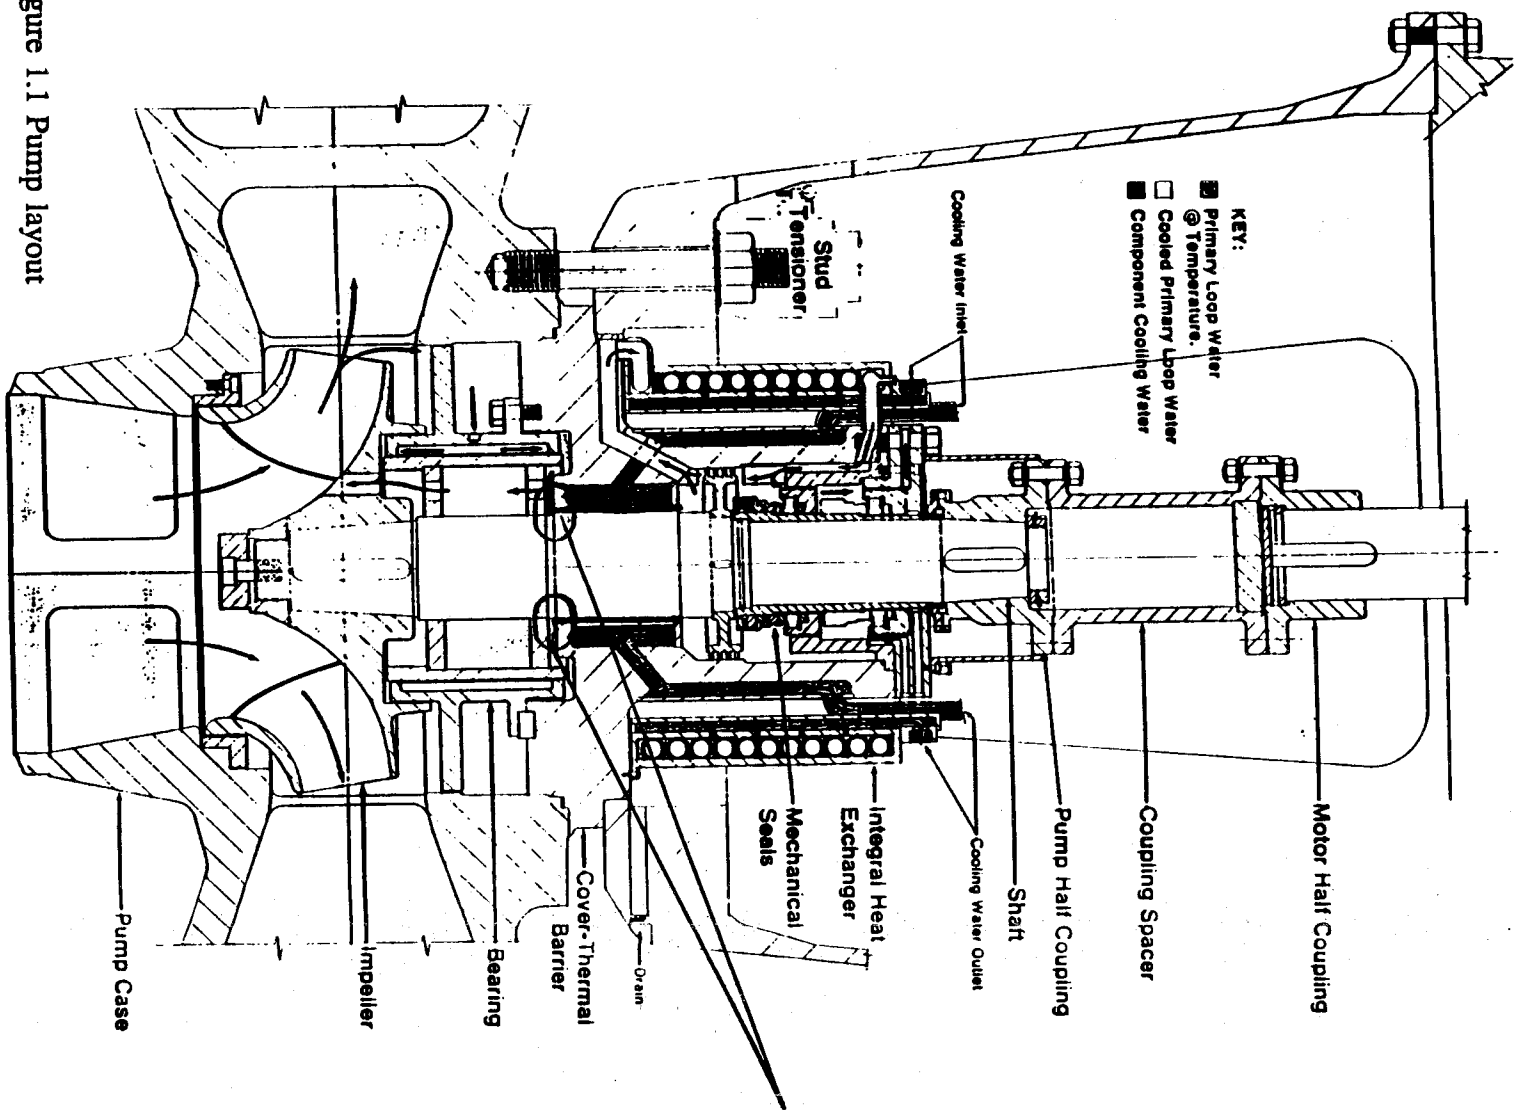 KEY:
Primary Loop Water
@ Temperature.
Cooled Primary Loop Water
Component Cooling Water
Cooling Water Inlet
Stud
Tensioner
Motor Half Coupling
Coupling Spacer
Pump Half Coupling
Shaft
Cooling Water Outlet
Integral Heat
Exchanger
Mechanical
Seals
Drain
Cover-Thermal
Barrier
Bearing
Impeller
Pump Case
gure 1.1 Pump layout